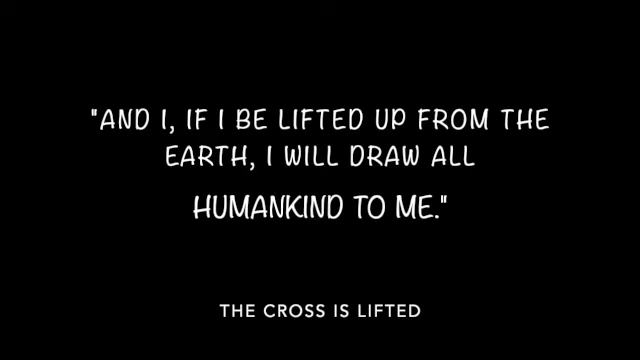 "AND I, IF I BE LIFTED UP FROM THE
EARTH, I WILL DRAW ALL
HUMANKIND TO ME."
THE CROSS IS LIFTED